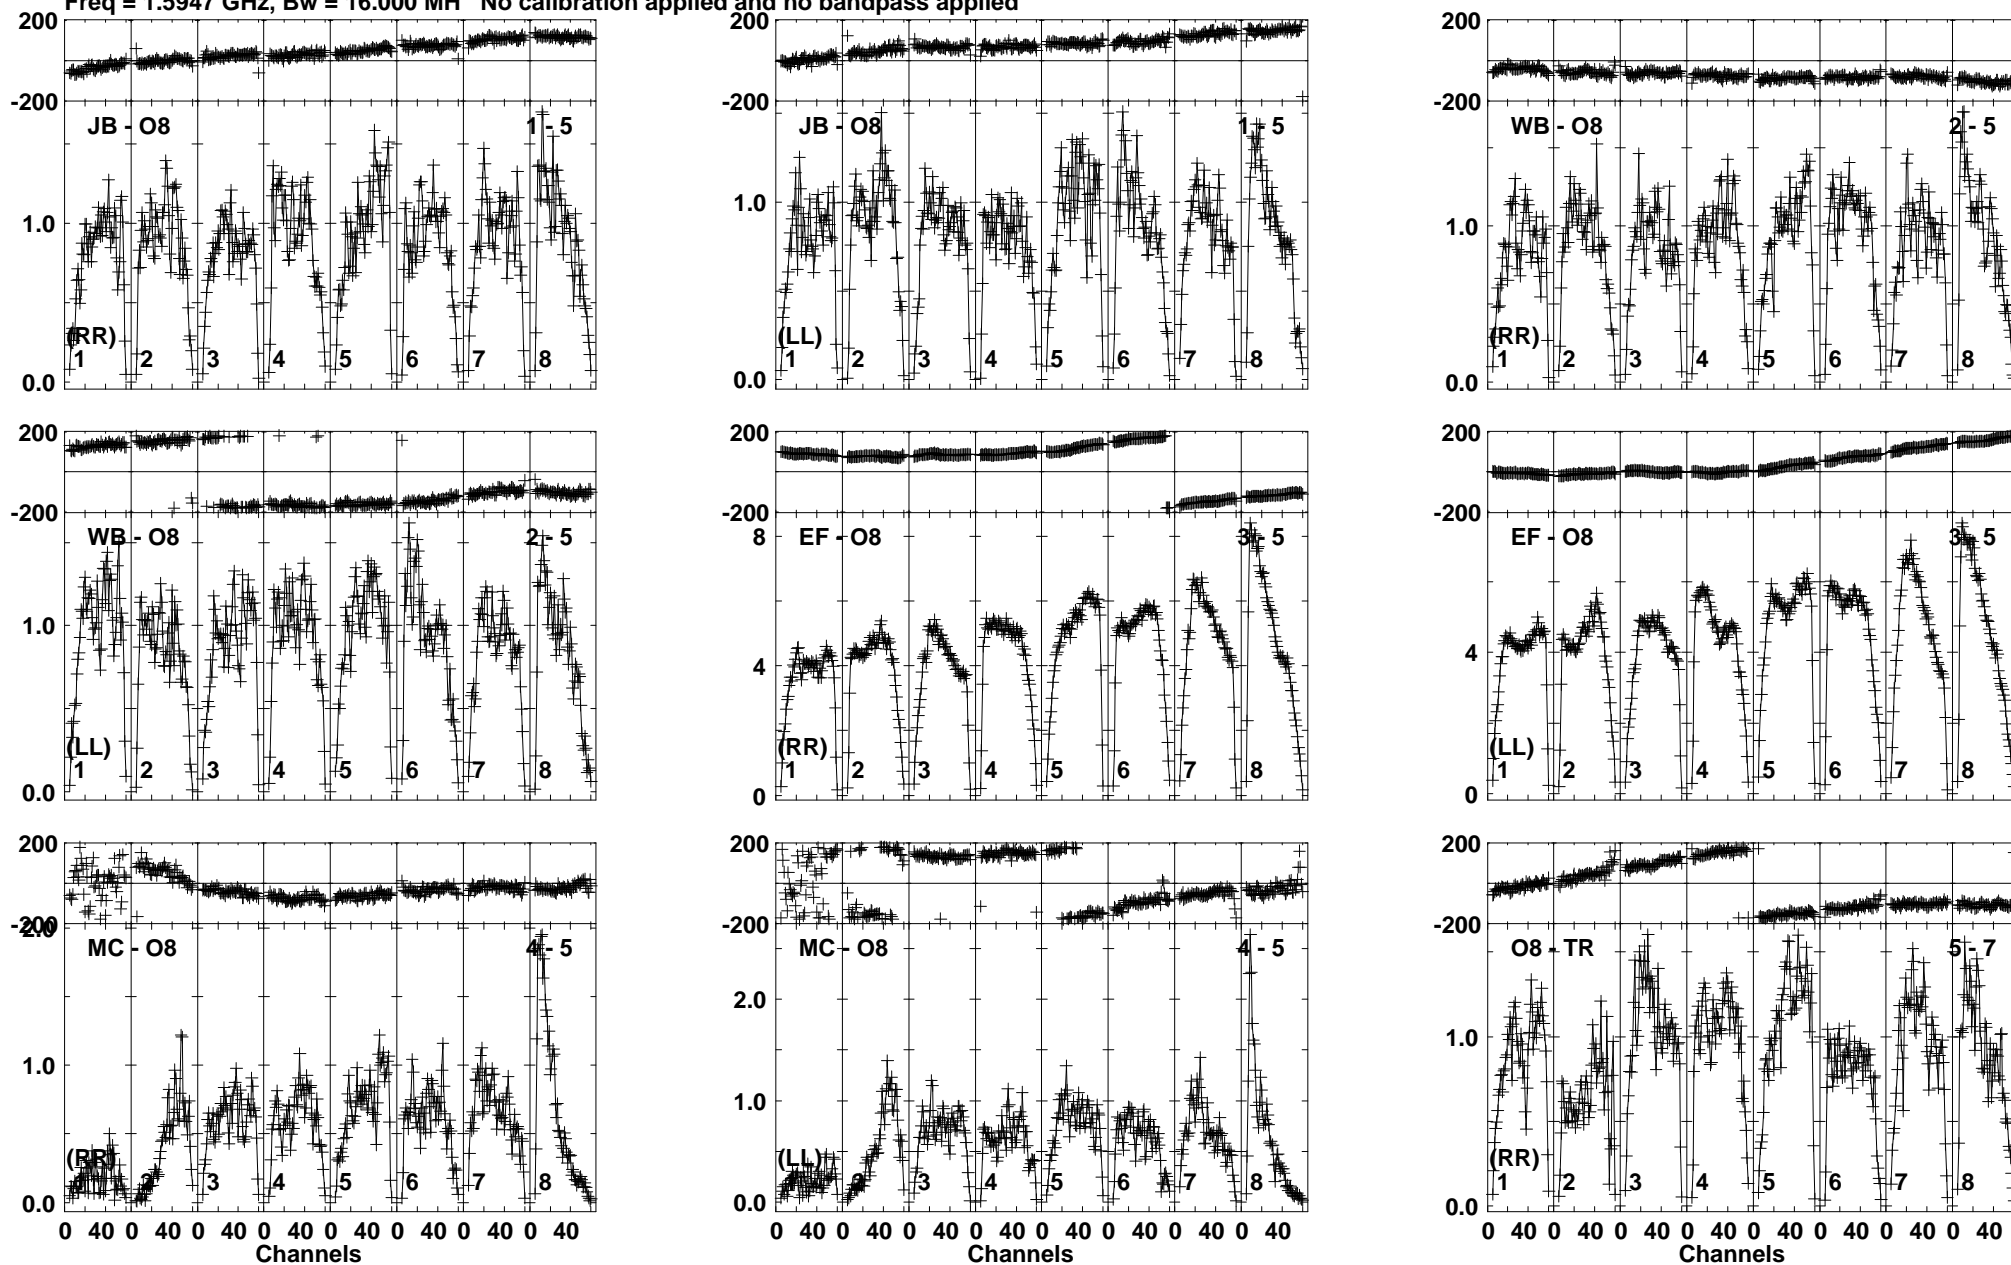 Freq = 1.5947 GHz, Bw = 16.000 MH No calibration applied and no bandpass applied
200 200 200
-200 -200 -200
JB - O8 1 - 5 JB - O8 1 - 5 WB - O8 2 - 5
1.0 1.0 1.0
(RR) (LL) (RR)
1 2 3 4 5 6 7 8 1 2 3 4 5 6 7 8 1 2 3 4 5 6 7 8
0.0 0.0 0.0
200 200 200
-200 -200 -200
WB - O8 2 - 5 EF - O8 3 - 5 EF - O8 3 - 5
8
1.0 4 4
(LL) (RR) (LL)
1 2 3 4 5 6 7 8 1 2 3 4 5 6 7 8 1 2 3 4 5 6 7 8
0.0 0 0
200 200 200
-200 -200 -200
2.0
MC - O8 4 - 5 MC - O8 4 - 5 O8 - TR 5 - 7
2.0
1.0 1.0 1.0
(RR) (LL) (RR)
1 2 3 4 5 6 7 8 1 2 3 4 5 6 7 8 1 2 3 4 5 6 7 8
0.0 0.0 0.0
0 40 0 40 0 40 0 40 0 40 0 40 0 40 0 40 0 40 0 40 0 40 0 40 0 40 0 40 0 40 0 40 0 40 0 40 0 40 0 40 0 40 0 40 0 40 0 40
Channels Channels Channels